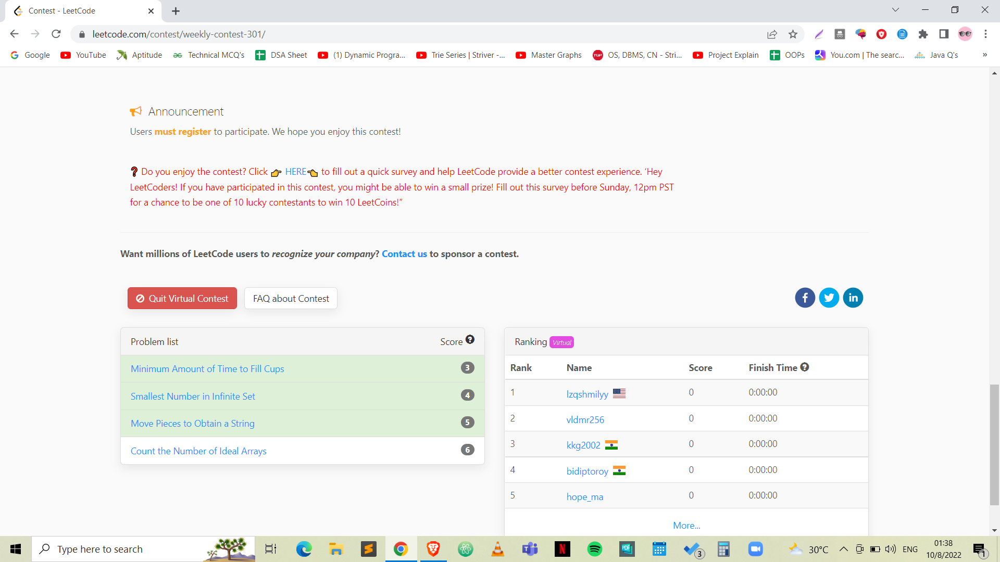 Contest - LeetCode
leetcode.com/contest/weekly-contest-301/
Google YouTube Aptitude Technical MCQ's DSA Sheet (1) Dynamic Progra... Trie Series | Striver -... Master Graphs OS, DBMS, CN - Stri... Project Explain OOPs You.com | The searc... Java Q's »
Announcement
Users must register to participate. We hope you enjoy this contest!
❓ Do you enjoy the contest? Click 👉 HERE👈 to fill out a quick survey and help LeetCode provide a better contest experience. ‘Hey
LeetCoders! If you have participated in this contest, you might be able to win a small prize! Fill out this survey before Sunday, 12pm PST
for a chance to be one of 10 lucky contestants to win 10 LeetCoins!”
Want millions of LeetCode users to recognize your company? Contact us to sponsor a contest.
Quit Virtual Contest FAQ about Contest
Problem list Score
Minimum Amount of Time to Fill Cups 3
Smallest Number in Infinite Set 4
Move Pieces to Obtain a String 5
Count the Number of Ideal Arrays 6
Ranking Virtual
Rank Name Score Finish Time
1 lzqshmilyy 0 0:00:00
2 vldmr256 0 0:00:00
3 kkg2002 0 0:00:00
4 bidiptoroy 0 0:00:00
5 hope_ma 0 0:00:00
More...
Type here to search
3
30°C
ENG
01:38
10/8/2022
1